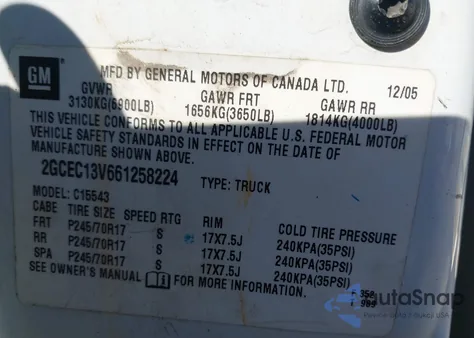 GM
MFD BY GENERAL MOTORS OF CANADA LTD. 12/05
GVWR GAWR FRT GAWR RR
3130KG(6900LB) 1656KG(3650LB) 1814KG(4000LB)
THIS VEHICLE CONFORMS TO ALL APPLICABLE U.S. FEDERAL MOTOR
VEHICLE SAFETY STANDARDS IN EFFECT ON THE DATE OF
MANUFACTURE SHOWN ABOVE.
2GCEC13V661258224 TYPE: TRUCK
MODEL: C15543
CABE TIRE SIZE SPEED RTG RIM COLD TIRE PRESSURE
FRT P245/70R17 S 17X7.5J 240KPA(35PSI)
RR P245/70R17 S 17X7.5J 240KPA(35PSI)
SPA P245/70R17 S 17X7.5J 240KPA(35PSI)
SEE OWNER'S MANUAL FOR MORE INFORMATION.
AutoSnap